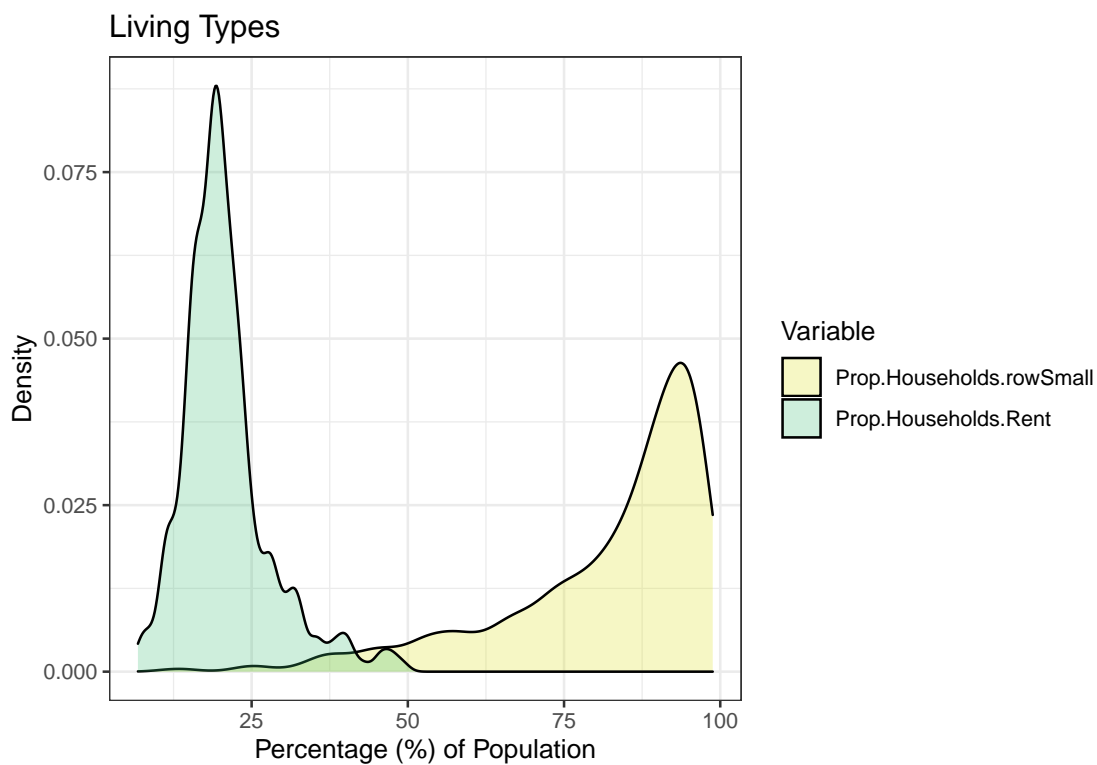 Living Types
0.075
0.050
0.025
0.000
Density
25 50 75 100
Percentage (%) of Population
Variable
Prop.Households.rowSmall
Prop.Households.Rent